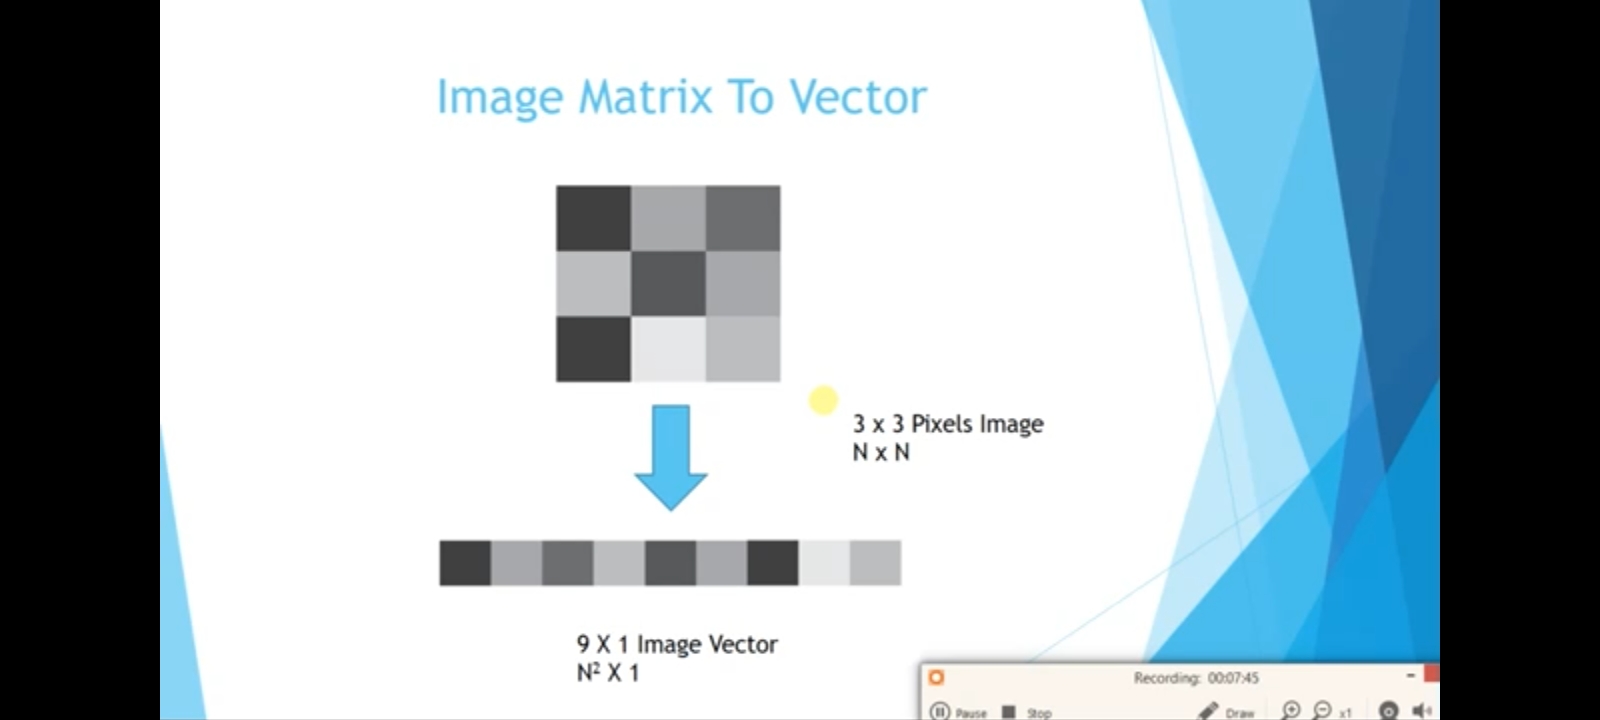 Image Matrix To Vector
3 x 3 Pixels Image
N x N
9 X 1 Image Vector
N² X 1
Recording: 00:07:45
Pause Stop Draw x1